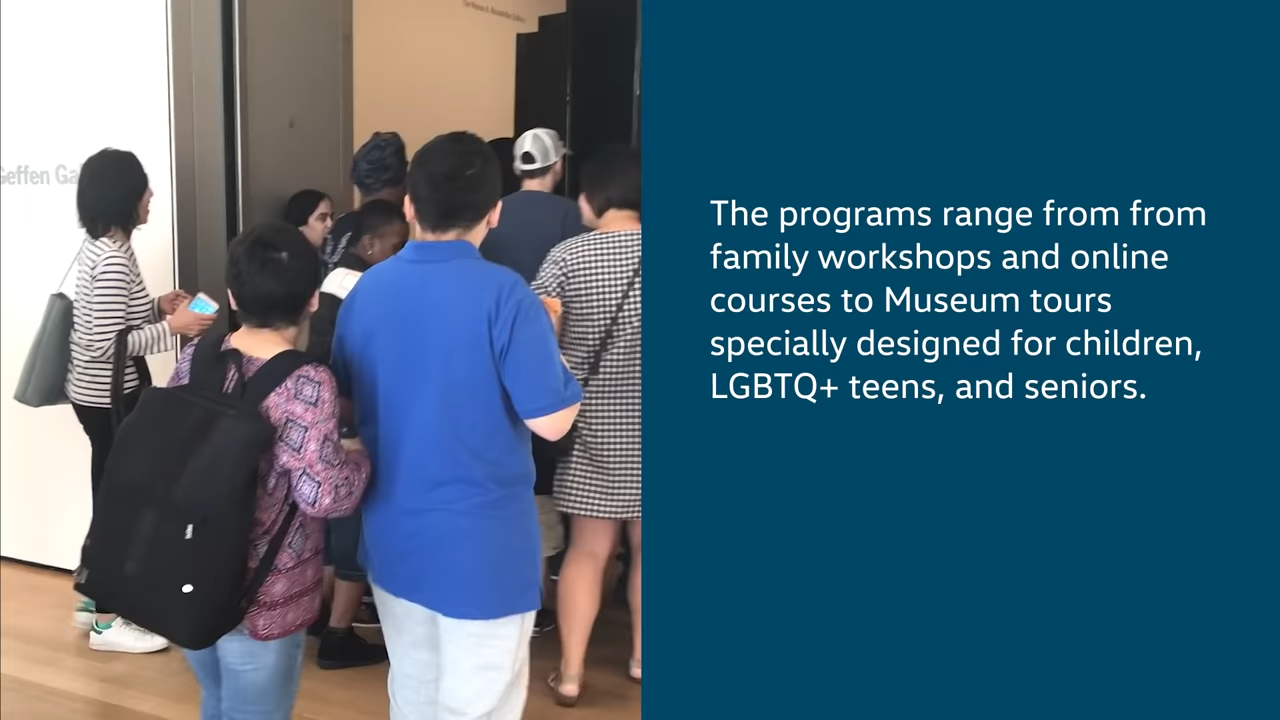 Geffen Ga
The programs range from from
family workshops and online
courses to Museum tours
specially designed for children,
LGBTQ+ teens, and seniors.